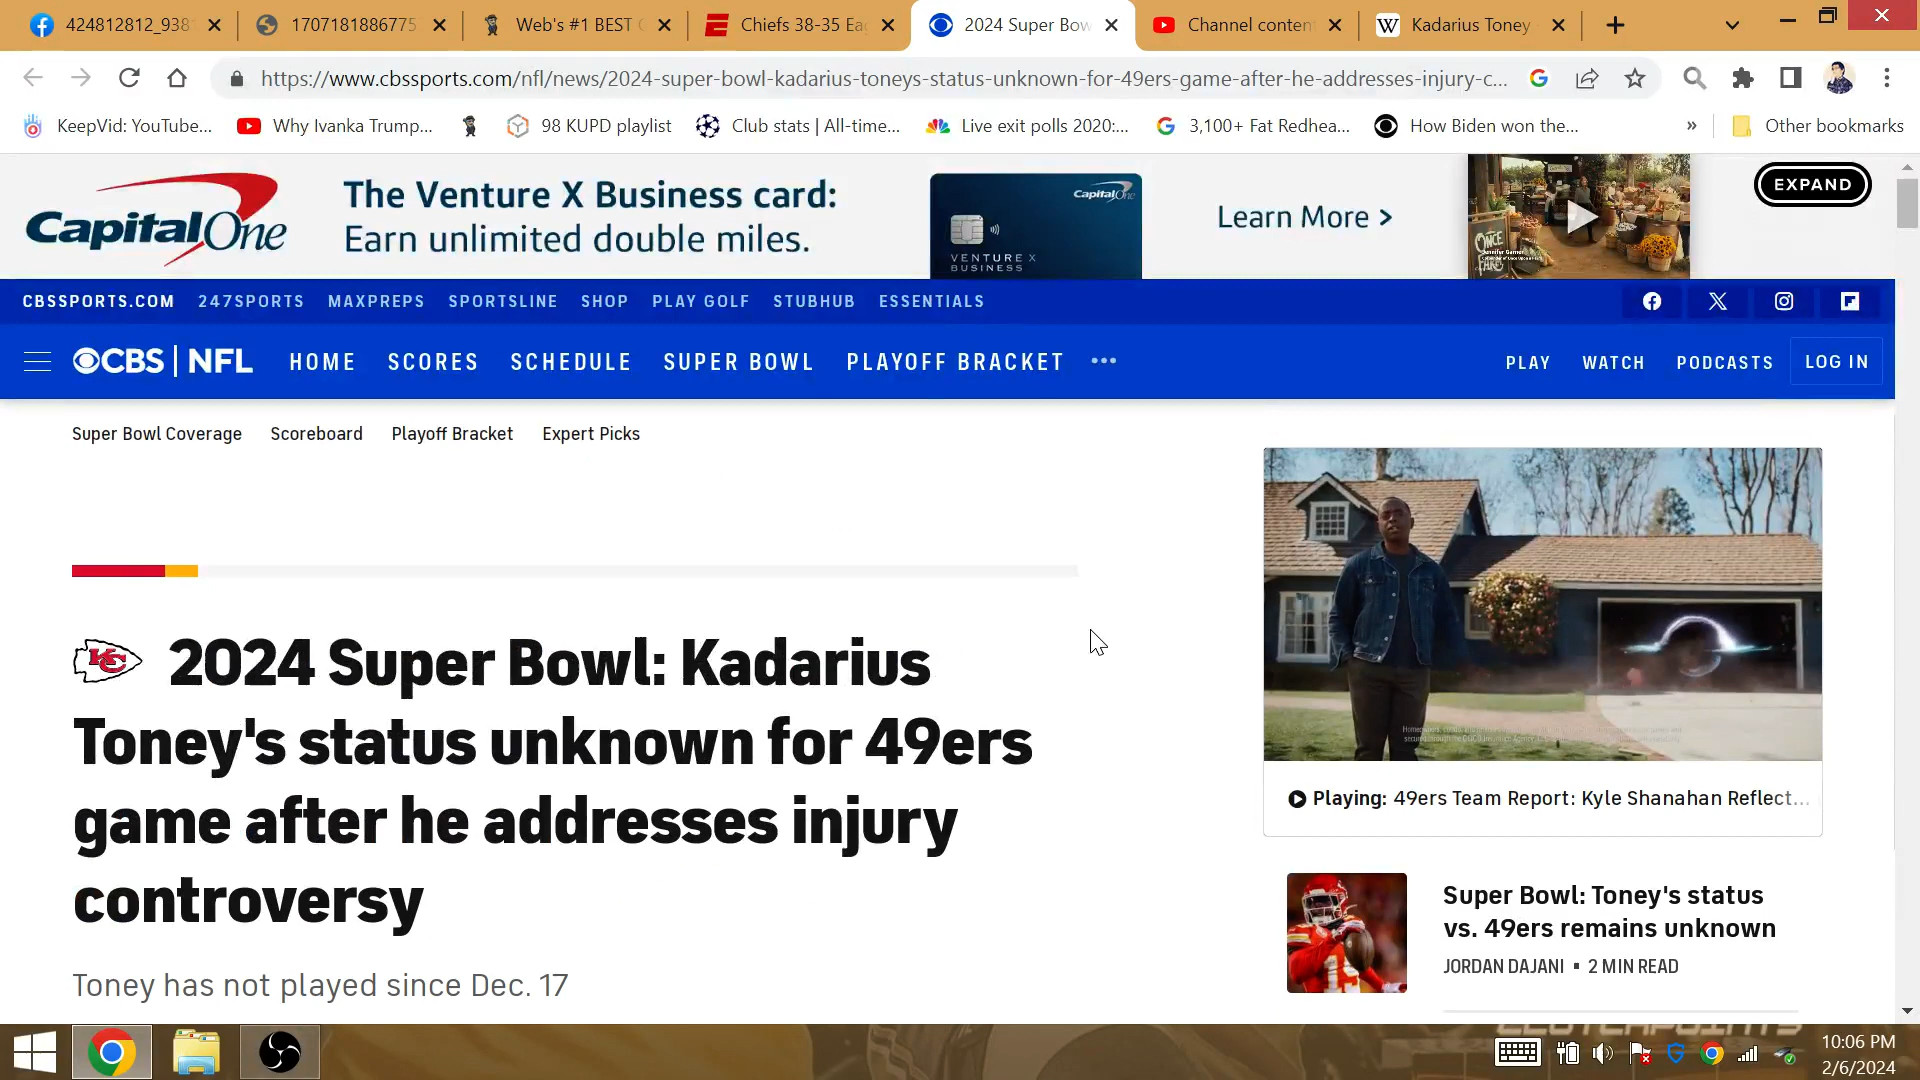 424812812_938
1707181886775
Web's #1 BEST
Chiefs 38-35 Ea
2024 Super Bow
Channel conten
W Kadarius Toney
https://www.cbssports.com/nfl/news/2024-super-bowl-kadarius-toneys-status-unknown-for-49ers-game-after-he-addresses-injury-c...
KeepVid: YouTube...
Why Ivanka Trump...
98 KUPD playlist
Club stats | All-time...
Live exit polls 2020:...
3,100+ Fat Redhea...
How Biden won the...
Other bookmarks
CapitalOne
The Venture X Business card:
Earn unlimited double miles.
CapitalOne
VENTURE X
BUSINESS
Learn More >
ONCE
EXPAND
CBSSPORTS.COM 247SPORTS MAXPREPS SPORTSLINE SHOP PLAY GOLF STUBHUB ESSENTIALS
CBS | NFL HOME SCORES SCHEDULE SUPER BOWL PLAYOFF BRACKET ••• PLAY WATCH PODCASTS LOG IN
Super Bowl Coverage Scoreboard Playoff Bracket Expert Picks
KC 2024 Super Bowl: Kadarius
Toney's status unknown for 49ers
game after he addresses injury
controversy
Toney has not played since Dec. 17
Playing: 49ers Team Report: Kyle Shanahan Reflect...
Super Bowl: Toney's status
vs. 49ers remains unknown
JORDAN DAJANI ▪ 2 MIN READ
CLUTCHPOINTS
10:06 PM
2/6/2024